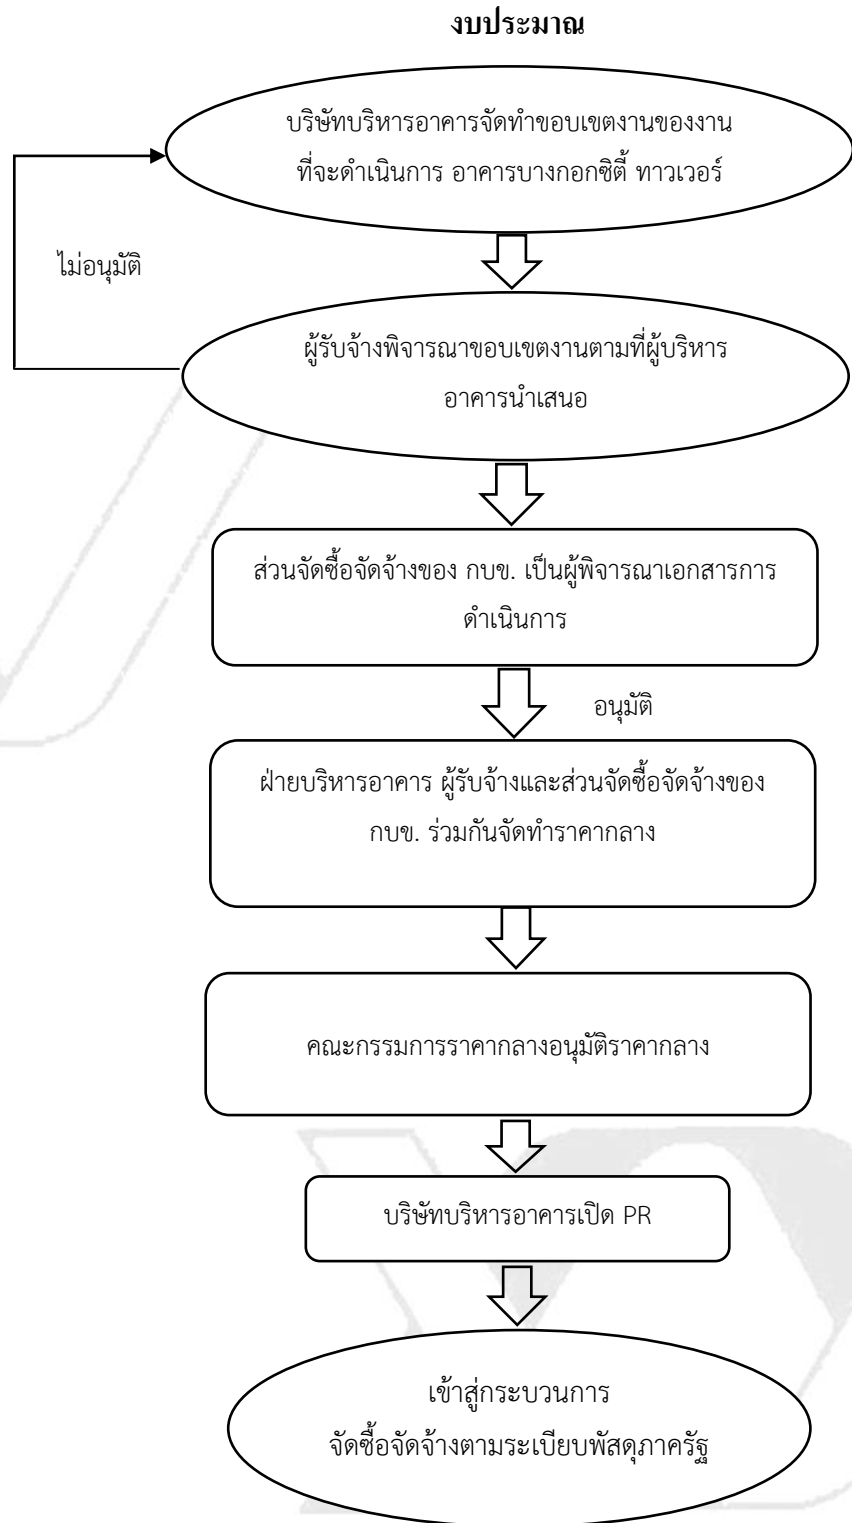 งบประมาณ
บริษัทบริหารอาคารจัดทำขอบเขตงานของงาน
ที่จะดำเนินการ อาคารบางกอกซิตี้ ทาวเวอร์
ไม่อนุมัติ
ผู้รับจ้างพิจารณาขอบเขตงานตามที่ผู้บริหาร
อาคารนำเสนอ
ส่วนจัดซื้อจัดจ้างของ กบข. เป็นผู้พิจารณาเอกสารการ
ดำเนินการ
อนุมัติ
ฝ่ายบริหารอาคาร ผู้รับจ้างและส่วนจัดซื้อจัดจ้างของ
กบข. ร่วมกันจัดทำราคากลาง
คณะกรรมการราคากลางอนุมัติราคากลาง
บริษัทบริหารอาคารเปิด PR
เข้าสู่กระบวนการ
จัดซื้อจัดจ้างตามระเบียบพัสดุภาครัฐ